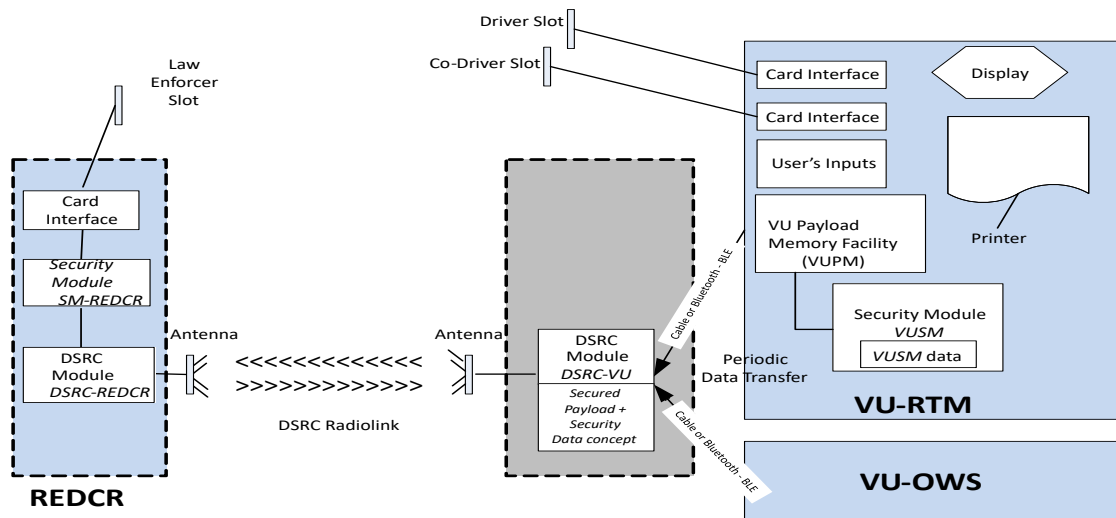 Driver Slot
Co-Driver Slot
Law
Enforcer
Slot
Card Interface
Display
Card Interface
User's Inputs
Card
Interface
VU Payload
Memory Facility
(VUPM)
Printer
Security
Module
SM-REDCR
Cable or Bluetooth - BLE
Security Module
VUSM
VUSM data
Antenna
Antenna
DSRC
Module
DSRC-REDCR
<<<<<<<<<<<<<<
>>>>>>>>>>>>>>
DSRC Radiolink
DSRC
Module
DSRC-VU
Secured
Payload +
Security
Data concept
Periodic
Data Transfer
VU-RTM
Cable or Bluetooth - BLE
REDCR
VU-OWS